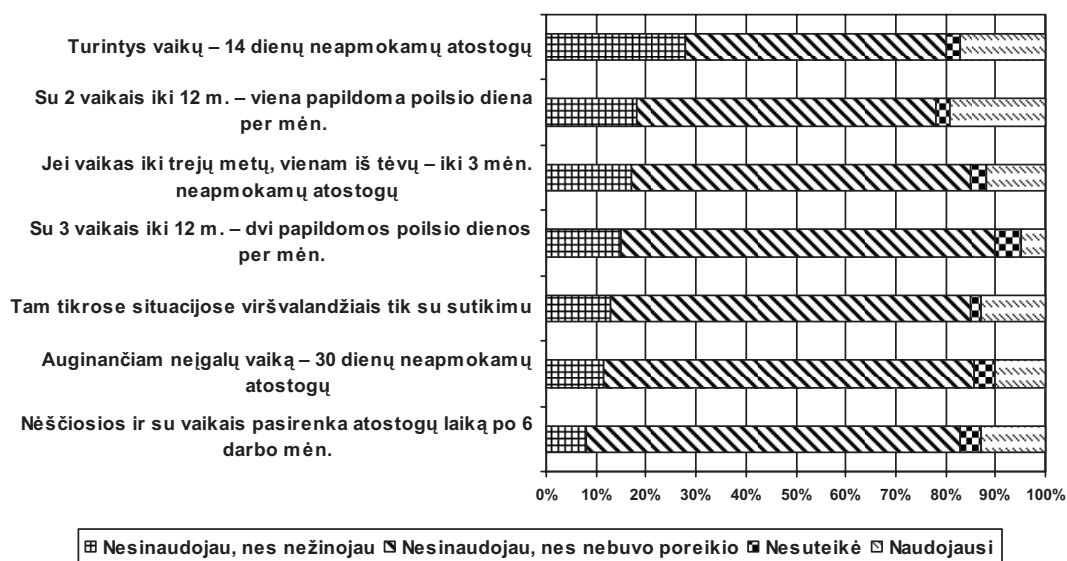 Turintys vaikų – 14 dienų neapmokamų atostogų
Su 2 vaikais iki 12 m. – viena papildoma poilsio diena
per mėn.
Jei vaikas iki trejų metų, vienam iš tėvų – iki 3 mėn.
neapmokamų atostogų
Su 3 vaikais iki 12 m. – dvi papildomos poilsio dienos
per mėn.
Tam tikrose situacijose viršvalandžiais tik su sutikimu
Auginančiam neįgalų vaiką – 30 dienų neapmokamų
atostogų
Nėščiosios ir su vaikais pasirenka atostogų laiką po 6
darbo mėn.
0% 10% 20% 30% 40% 50% 60% 70% 80% 90% 100%
Nesinaudojau, nes nežinojau Nesinaudojau, nes nebuvo poreikio Nesuteikė Naudojausi